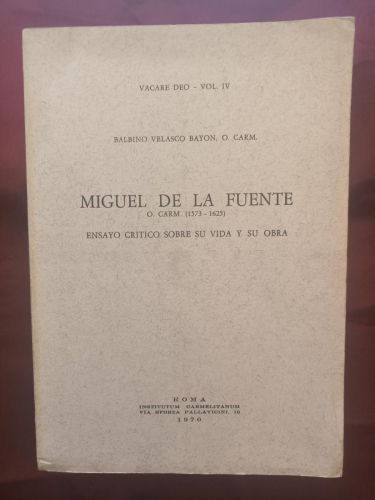 VACARE DEO - VOL. IV
BALBINO VELASCO BAYON, O. CARM.
MIGUEL DE LA FUENTE
O. CARM. (1573 - 1625)
ENSAYO CRITICO SOBRE SU VIDA Y SU OBRA
ROMA
INSTITUTUM CARMELITANUM
VIA SFORZA PALLAVICINI, 10
1970